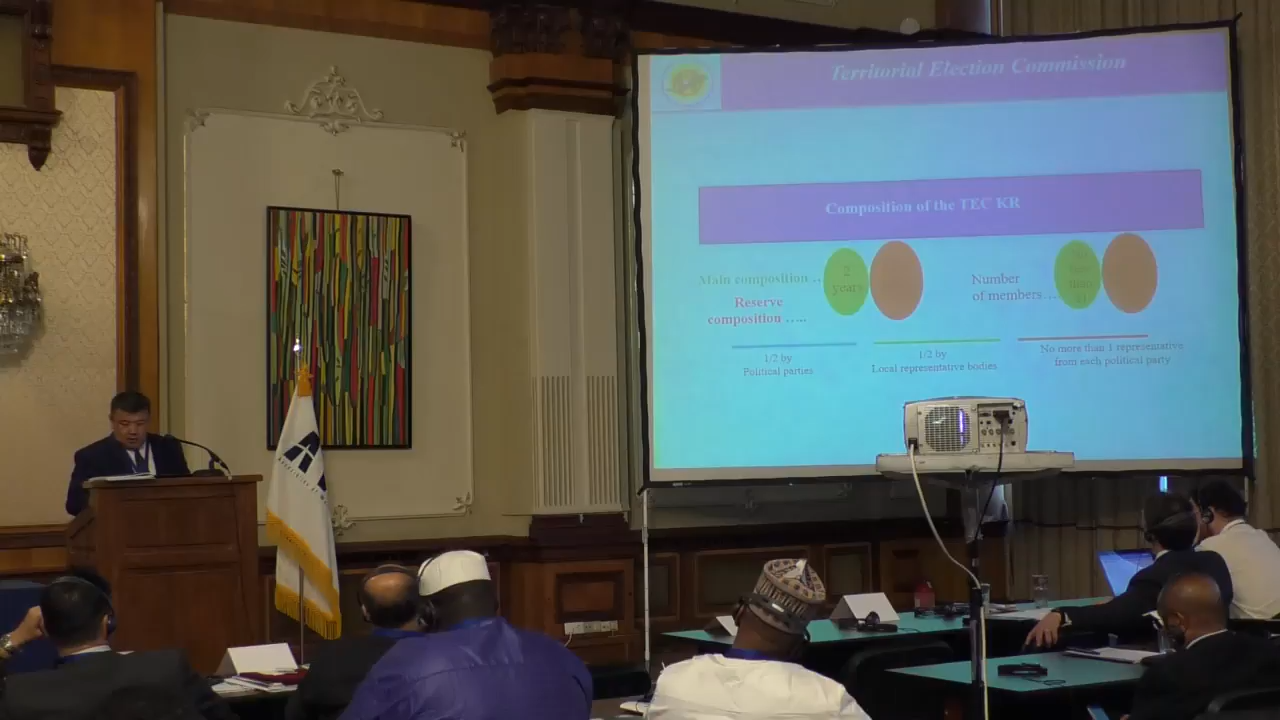 Territorial Election Commission
Composition of the TEC KR
Main composition ..
2
years
Reserve
composition .....
Number
of members ...
1/2 by
Political parties
1/2 by
Local representative bodies
No more than 1 representative
from each political party